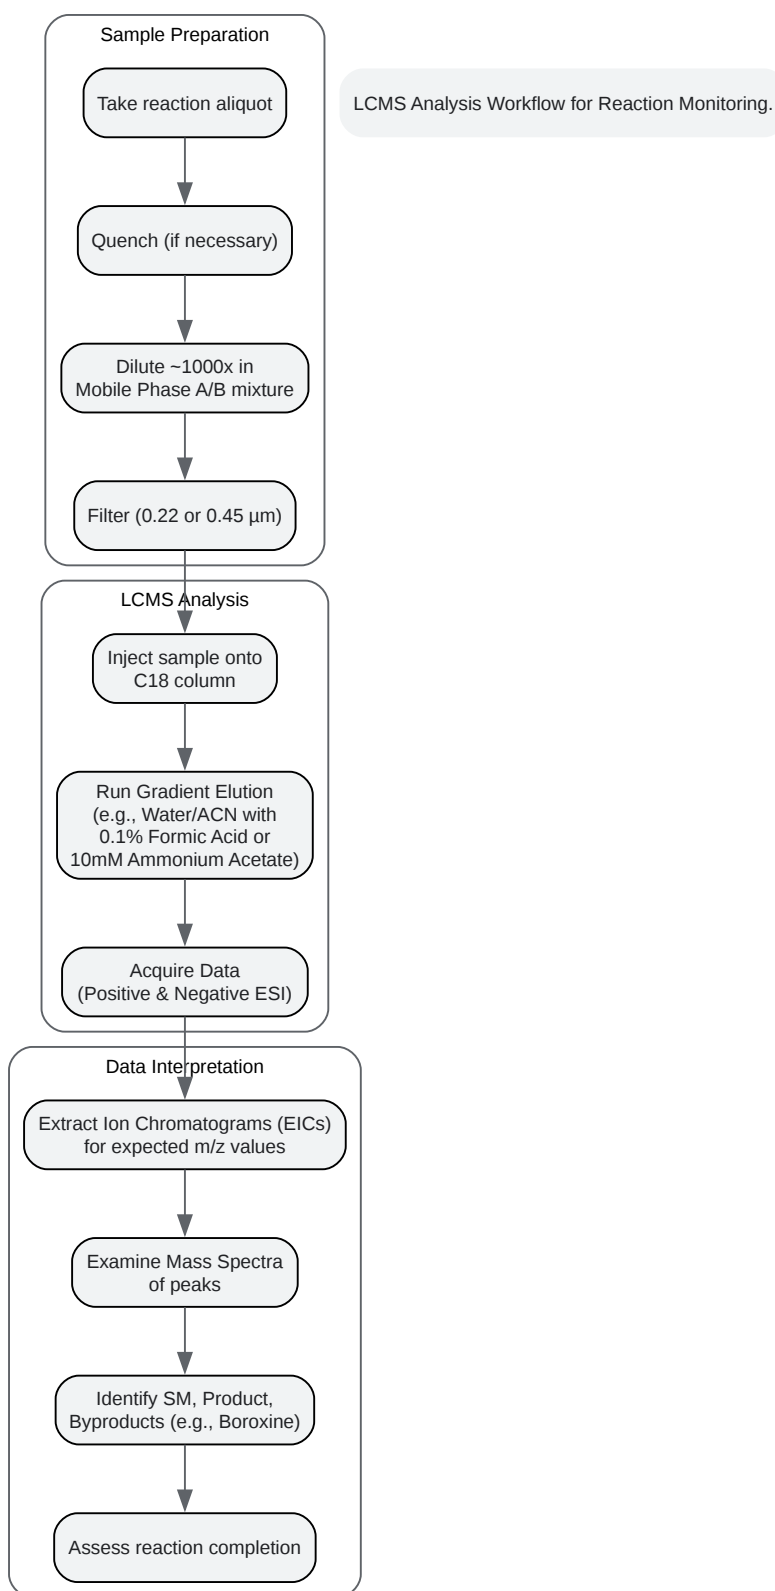 Sample Preparation
Take reaction aliquot
LCMS Analysis Workflow for Reaction Monitoring.
Quench (if necessary)
Dilute ~1000x in
Mobile Phase A/B mixture
Filter (0.22 or 0.45 µm)
LCMS Analysis
Inject sample onto
C18 column
Run Gradient Elution
(e.g., Water/ACN with
0.1% Formic Acid or
10mM Ammonium Acetate)
Acquire Data
(Positive & Negative ESI)
Data Interpretation
Extract Ion Chromatograms (EICs)
for expected m/z values
Examine Mass Spectra
of peaks
Identify SM, Product,
Byproducts (e.g., Boroxine)
Assess reaction completion